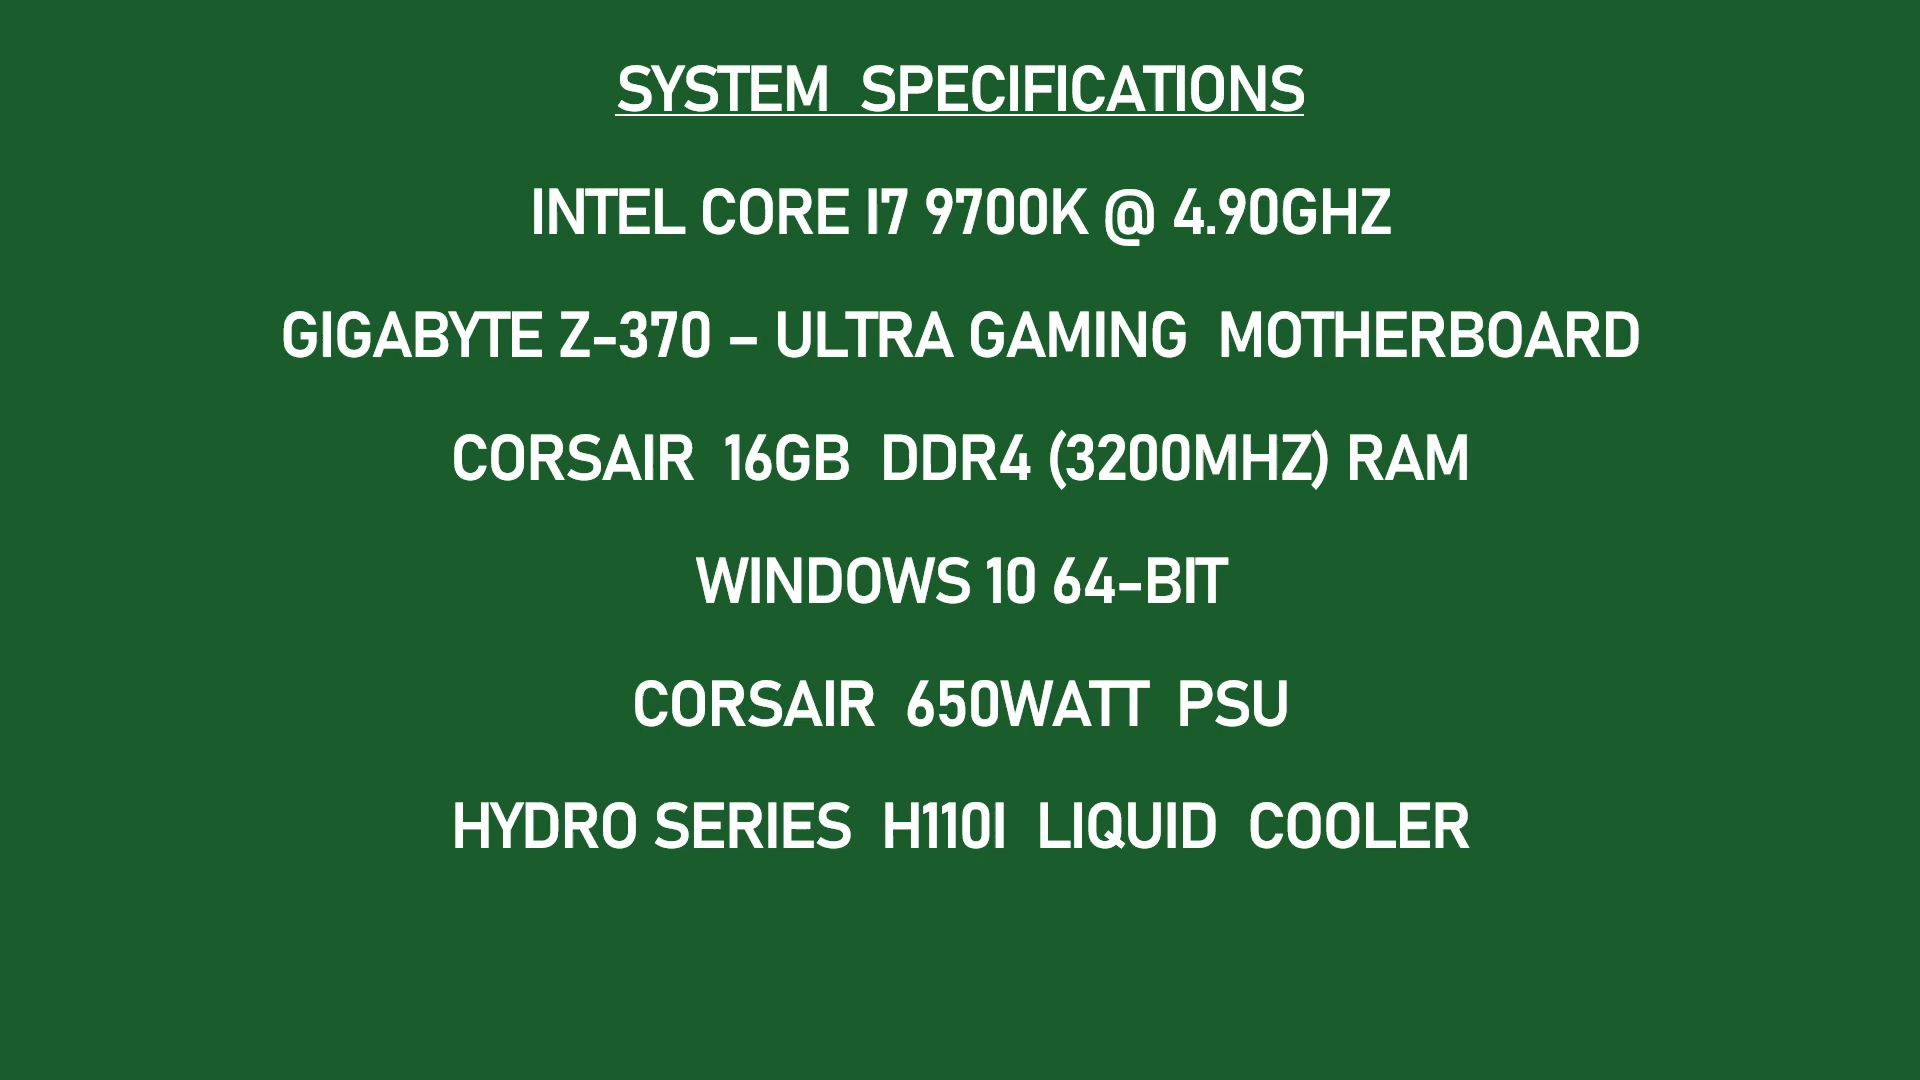 SYSTEM SPECIFICATIONS
INTEL CORE I7 9700K @ 4.90GHZ
GIGABYTE Z-370 – ULTRA GAMING MOTHERBOARD
CORSAIR 16GB DDR4 (3200MHZ) RAM
WINDOWS 10 64-BIT
CORSAIR 650WATT PSU
HYDRO SERIES H110I LIQUID COOLER